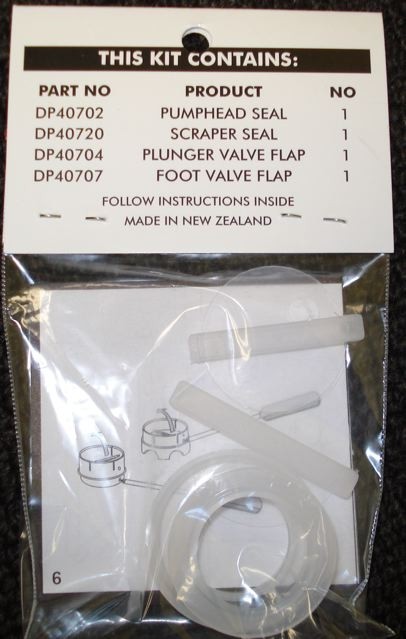 THIS KIT CONTAINS:
PART NO PRODUCT NO
DP40702 PUMPHEAD SEAL 1
DP40720 SCRAPER SEAL 1
DP40704 PLUNGER VALVE FLAP 1
DP40707 FOOT VALVE FLAP 1
FOLLOW INSTRUCTIONS INSIDE
MADE IN NEW ZEALAND
6